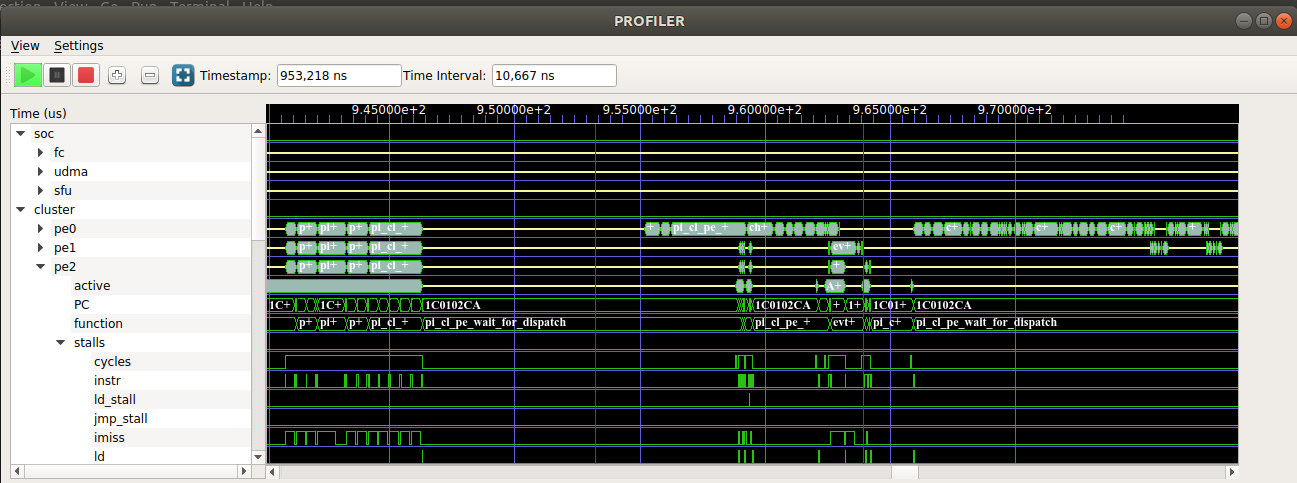 PROFILER
View Settings
Timestamp: 953,218 ns Time Interval: 10,667 ns
Time (us) 9.45000e+2 9.50000e+2 9.55000e+2 9.60000e+2 9.65000e+2 9.70000e+2
soc
fc
udma
sfu
cluster
pe0 p+ pi+ p+ pi_cl_+ + pi_cl_pe_+ ch+ c+ c+ c+ +
pe1 p+ pi+ p+ pi_cl_+ ev+
pe2 p+ pi+ p+ pi_cl_+ +
active A+
PC 1C+ 1C+ 1C0102CA 1C0102CA + 1+ 1C01+ 1C0102CA
function p+ pi+ p+ pi_cl_+ pi_cl_pe_wait_for_dispatch pi_cl_pe_+ evt+ pi_c+ pi_cl_pe_wait_for_dispatch
stalls
cycles
instr
ld_stall
jmp_stall
imiss
ld